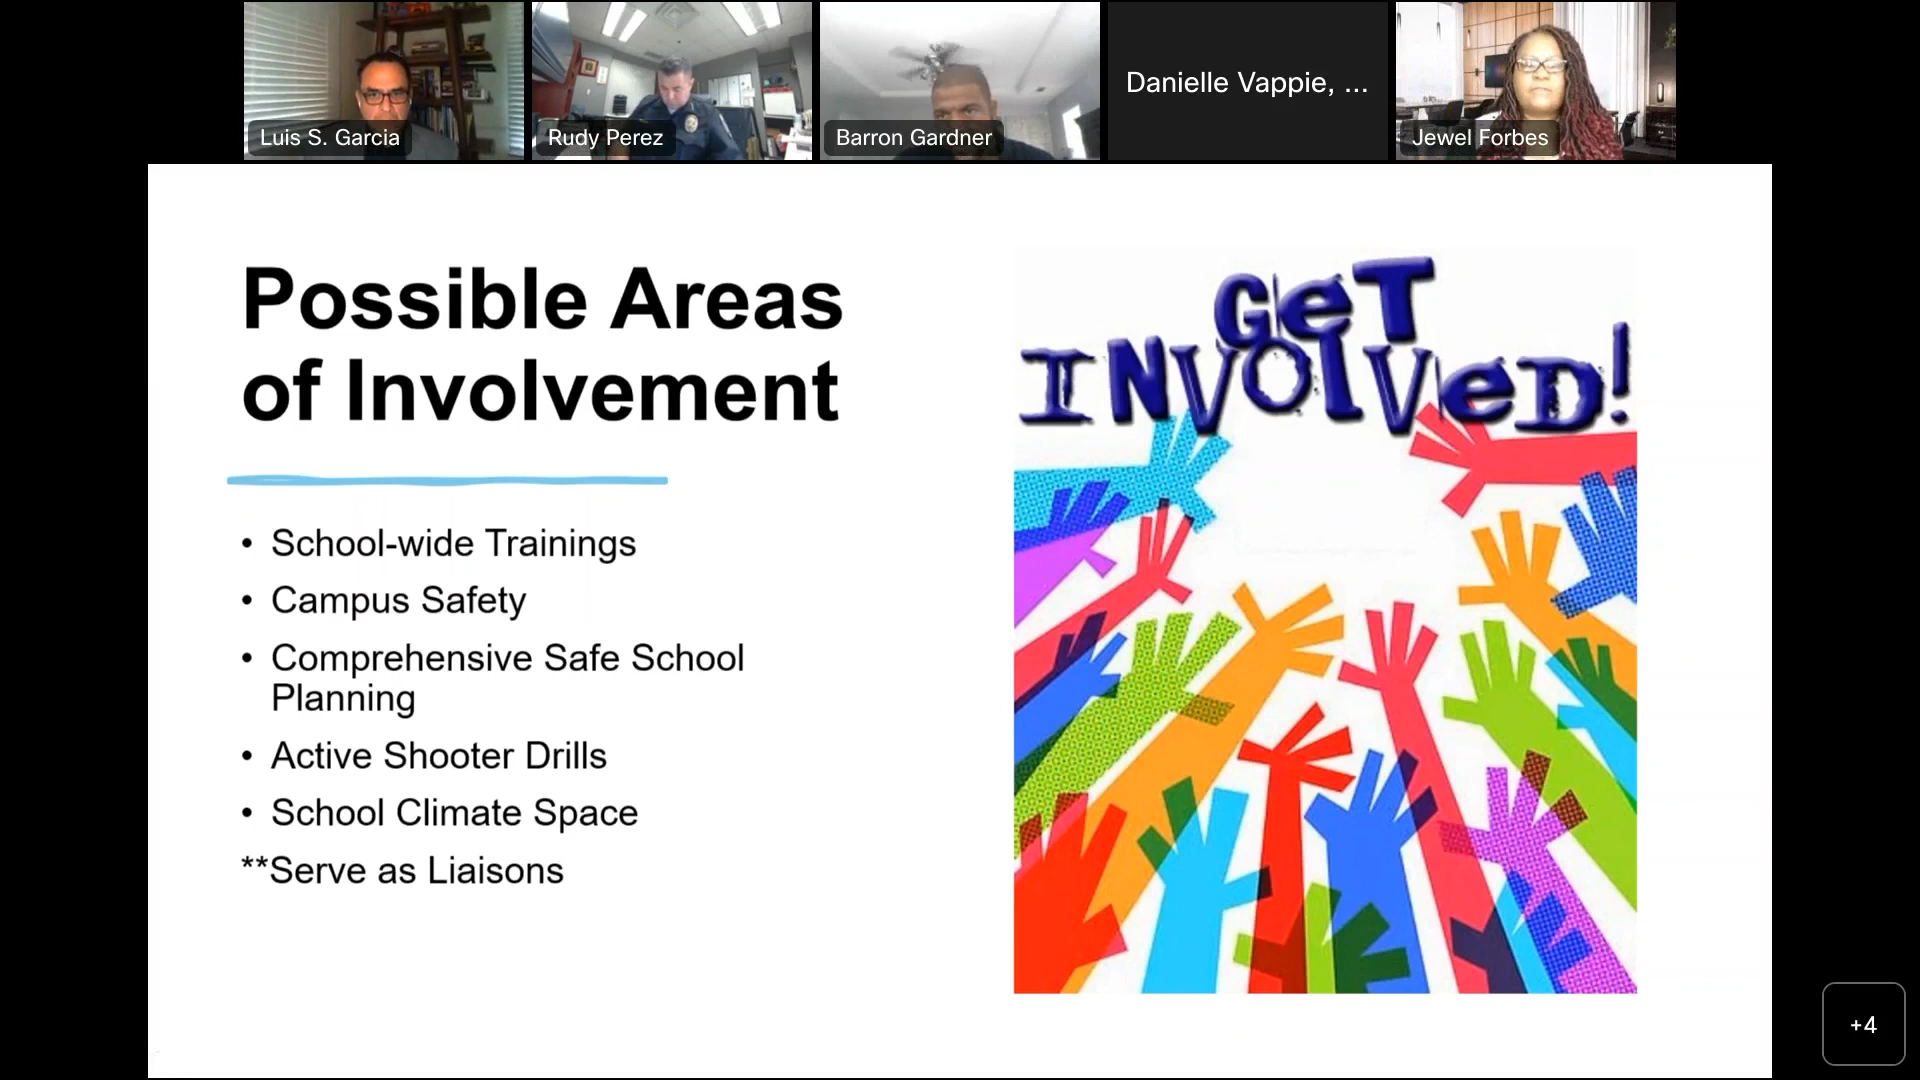 Luis S. Garcia
Rudy Perez
Barron Gardner
Danielle Vappie, ...
Jewel Forbes
Possible Areas
of Involvement
• School-wide Trainings
• Campus Safety
• Comprehensive Safe School
Planning
• Active Shooter Drills
• School Climate Space
**Serve as Liaisons
GeT
INVOlVeD!
+4